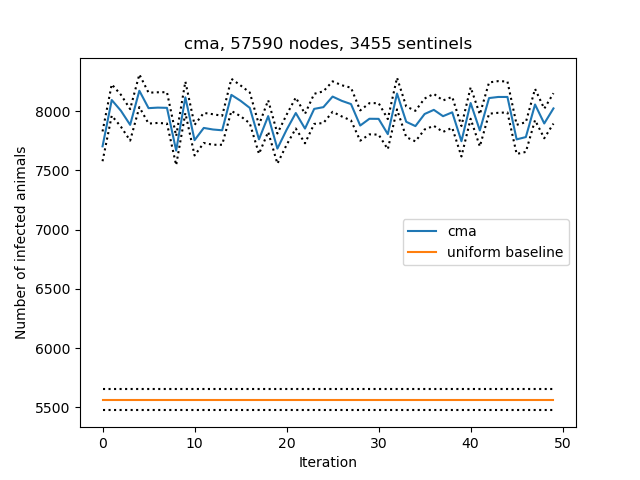 cma, 57590 nodes, 3455 sentinels
Number of infected animals
8000
7500
7000
6500
6000
5500
cma
uniform baseline
0 10 20 30 40 50
Iteration